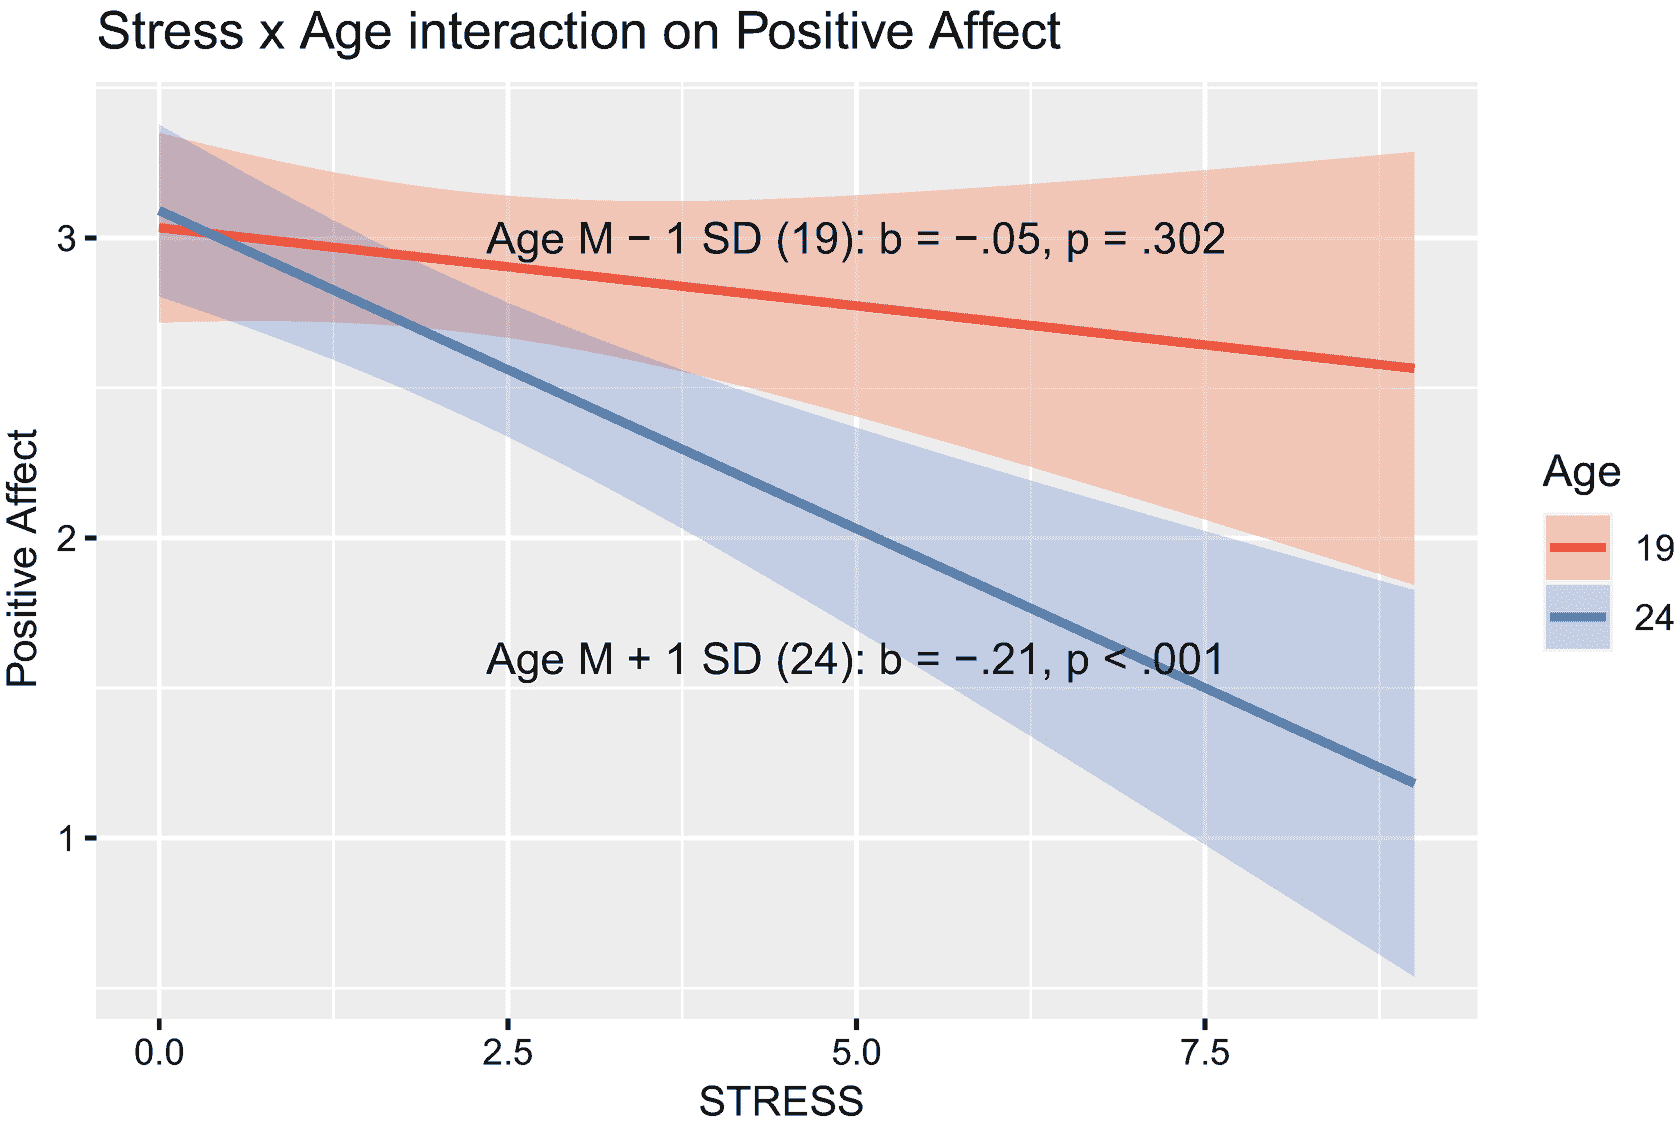 Stress x Age interaction on Positive Affect
Positive Affect
3
2
1
Age M − 1 SD (19): b = −.05, p = .302
Age M + 1 SD (24): b = −.21, p < .001
0.0
2.5
5.0
7.5
STRESS
Age
19
24